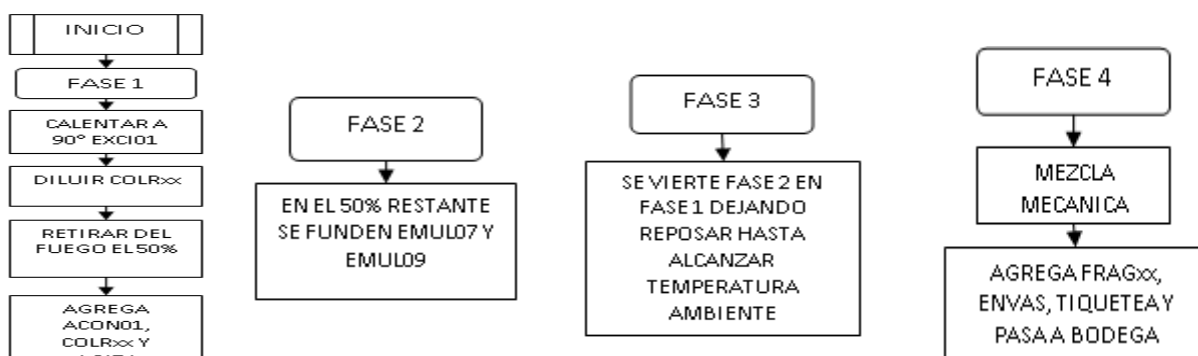 INICIO
FASE 1
CALENTAR A
90° EXCI01
DILUIR COLRxx
RETIRAR DEL
FUEGO EL50%
AGREGA
ACON01,
COLRxx Y
FASE 2
EN EL 50% RESTANTE
SE FUNDEN EMUL07 Y
EMUL09
FASE 3
SE VIERTE FASE 2 EN
FASE 1 DEJANDO
REPOSAR HASTA
ALCANZAR
TEMPERATURA
AMBIENTE
FASE 4
MEZCLA
MECANICA
AGREGA FRAGxx,
ENVAS, TIQUETEA Y
PASA A BODEGA